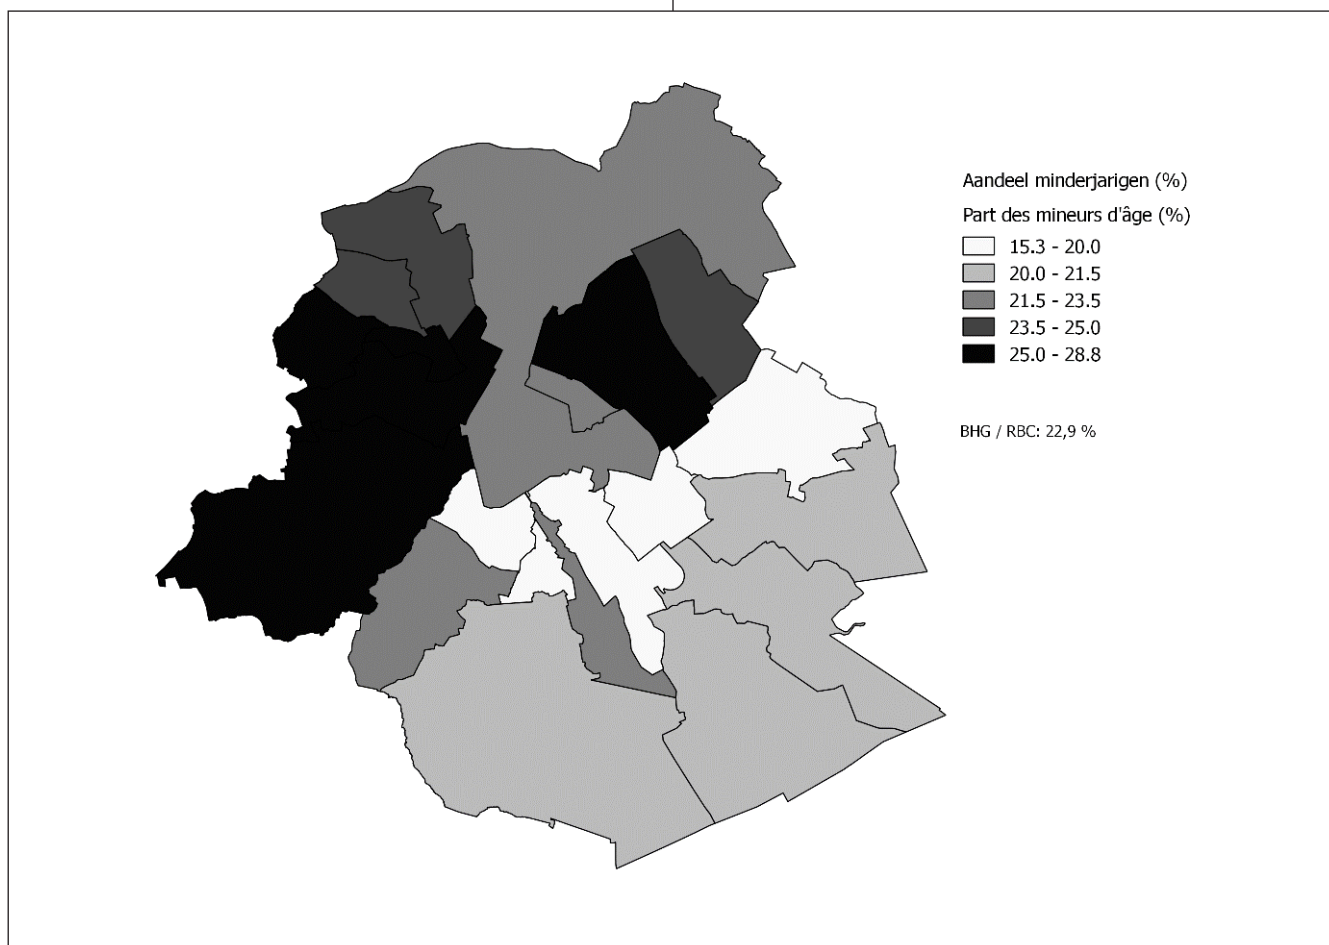 Aandeel minderjarigen (%)
Part des mineurs d'âge (%)
15.3 - 20.0
20.0 - 21.5
21.5 - 23.5
23.5 - 25.0
25.0 - 28.8
BHG / RBC: 22,9 %